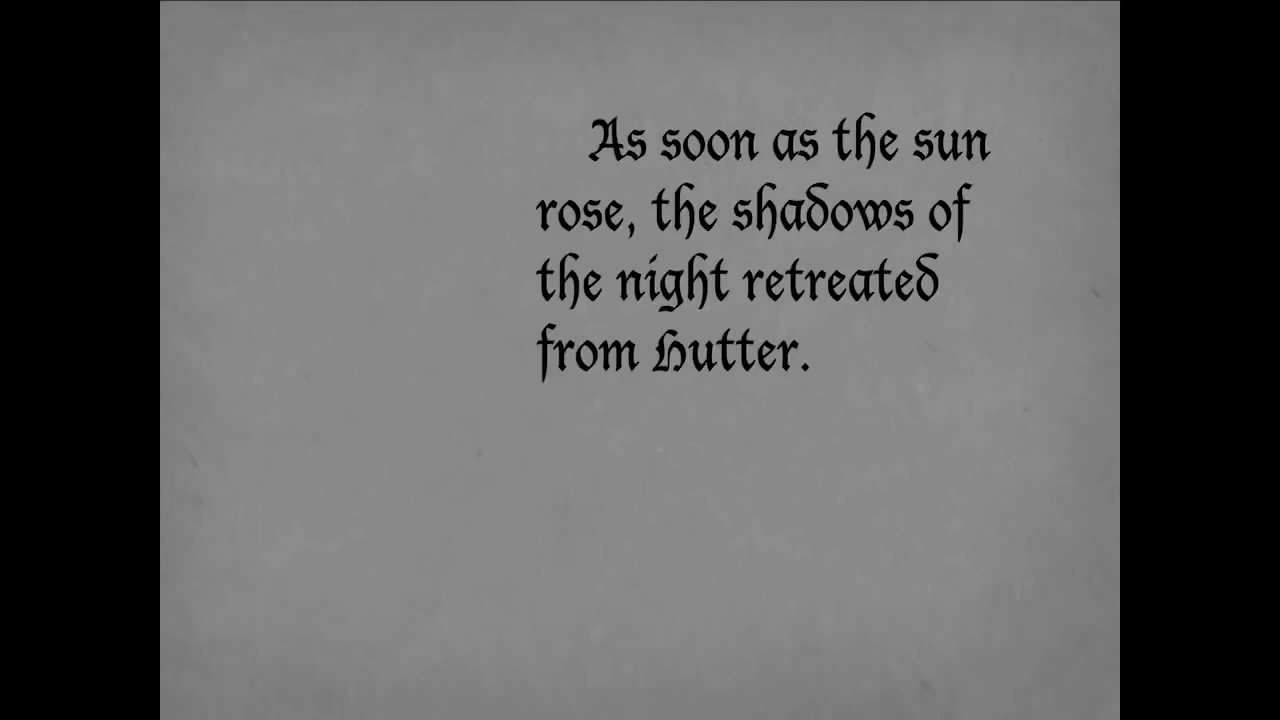 As soon as the sun
rose, the shadows of
the night retreated
from Hutter.